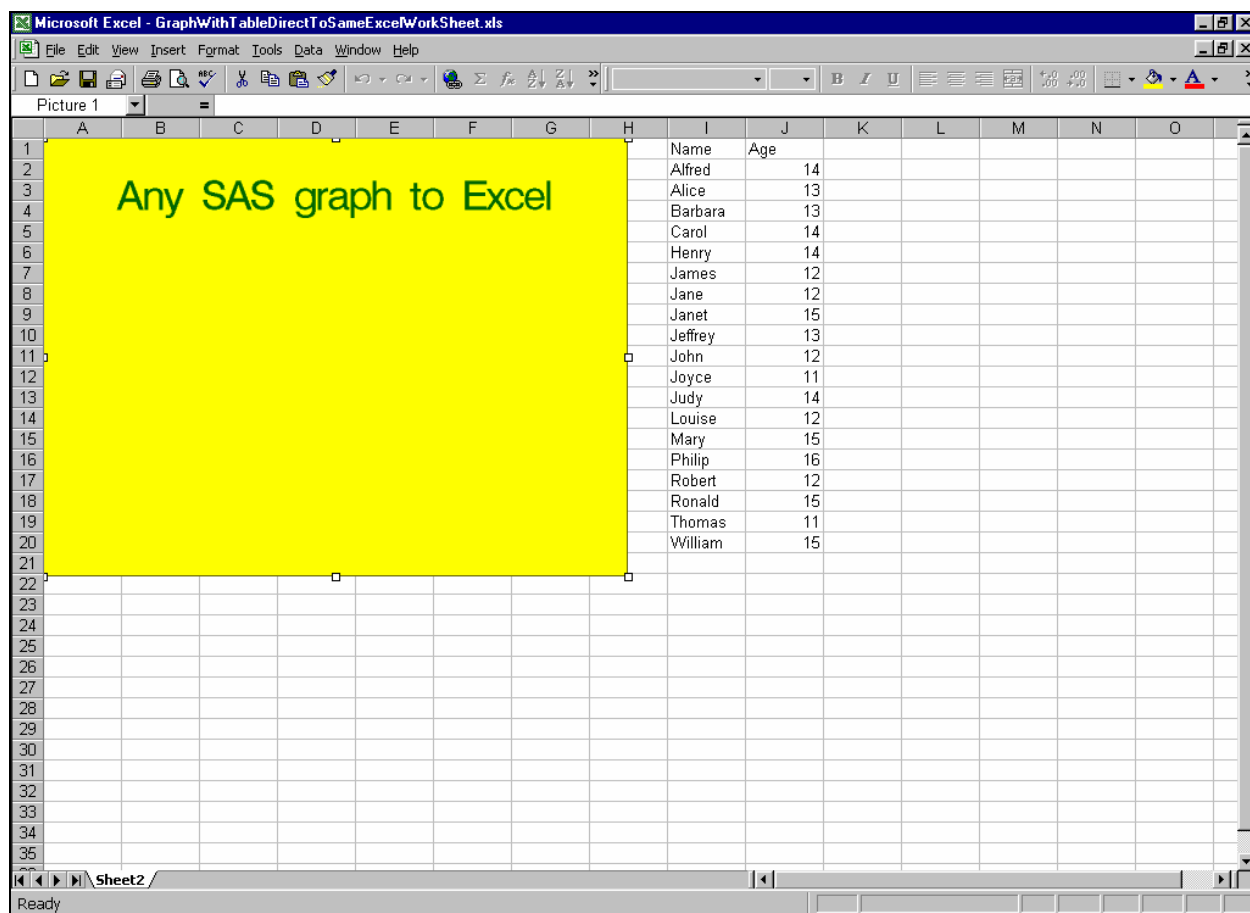 Microsoft Excel - GraphWithTableDirectToSameExcelWorkSheet.xls
File Edit View Insert Format Tools Data Window Help
Picture 1 =
A B C D E F G H I J K L M N O
1 Name Age
2 Alfred 14
3 Any SAS graph to Excel Alice 13
4 Barbara 13
5 Carol 14
6 Henry 14
7 James 12
8 Jane 12
9 Janet 15
10 Jeffrey 13
11 John 12
12 Joyce 11
13 Judy 14
14 Louise 12
15 Mary 15
16 Philip 16
17 Robert 12
18 Ronald 15
19 Thomas 11
20 William 15
21
22
23
24
25
26
27
28
29
30
31
32
33
34
35
Sheet2
Ready